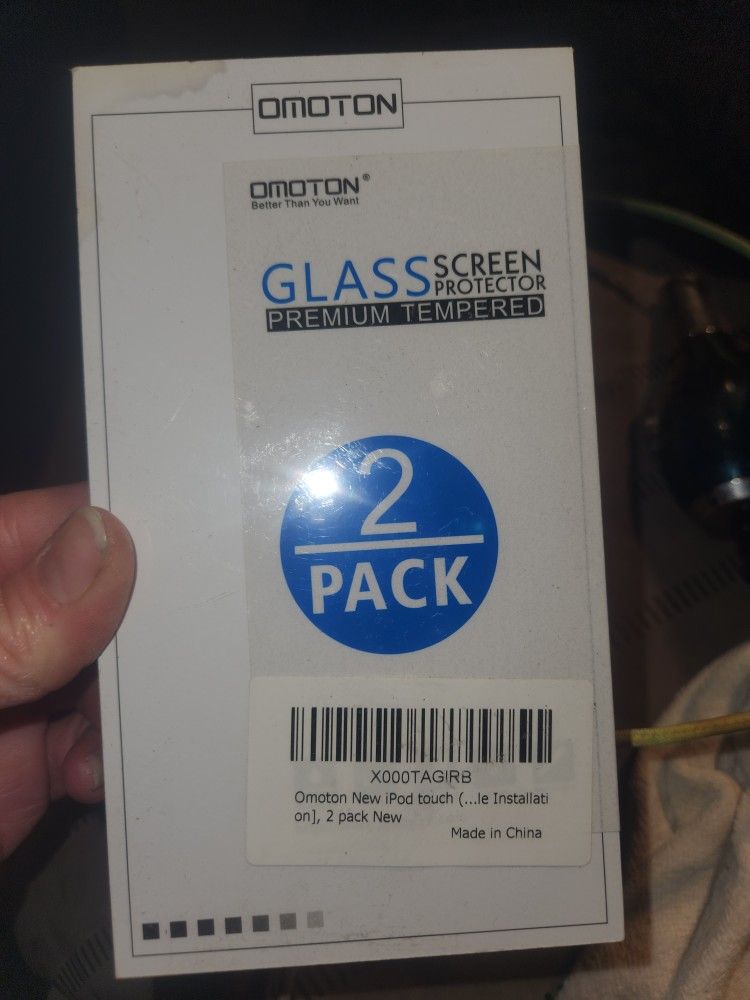 OMOTON
OMOTON®
Better Than You Want
GLASS SCREEN PROTECTOR
PREMIUM TEMPERED
2
PACK
X000TAGIRB
Omoton New iPod touch (...le Installati
on], 2 pack New
Made in China